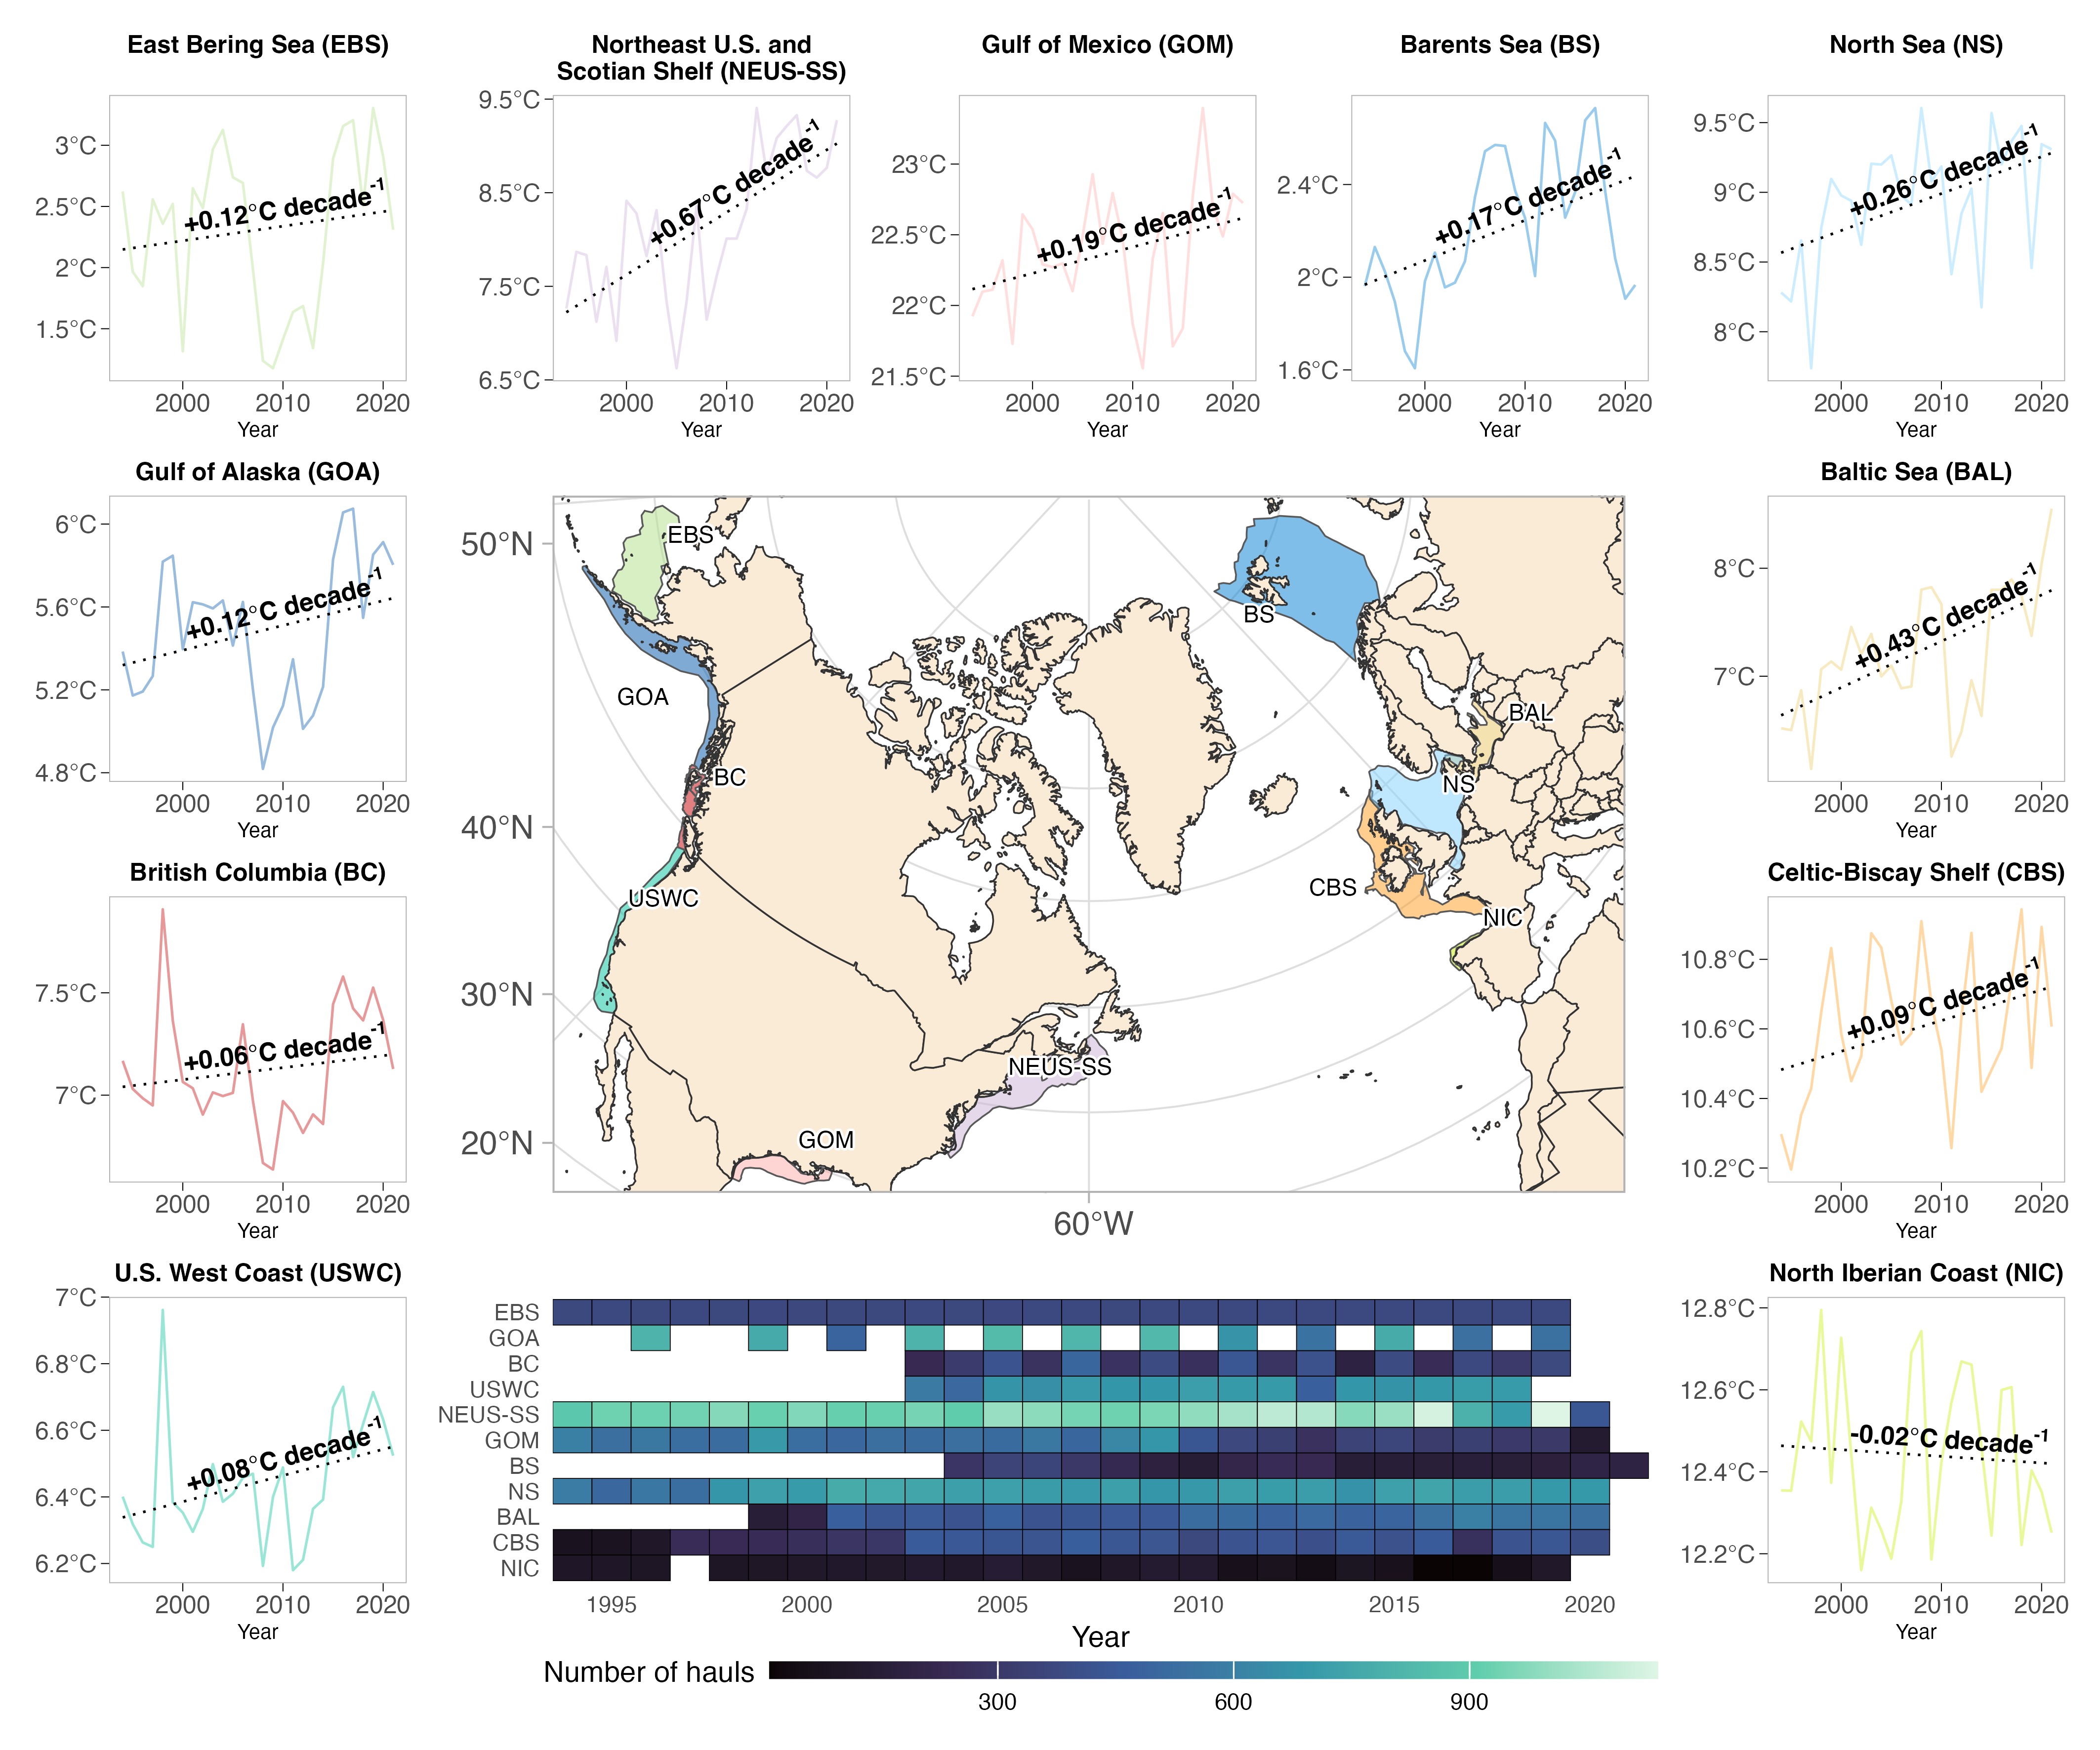 East Bering Sea (EBS)
3°C
2.5°C
2°C
1.5°C
+0.12°C decade-1
2000 2010 2020
Year
Northeast U.S. and
Scotian Shelf (NEUS-SS)
9.5°C
8.5°C
7.5°C
6.5°C
+0.67°C decade-1
2000 2010 2020
Year
Gulf of Mexico (GOM)
23°C
22.5°C
22°C
21.5°C
+0.19°C decade-1
2000 2010 2020
Year
Barents Sea (BS)
2.4°C
2°C
1.6°C
+0.17°C decade-1
2000 2010 2020
Year
North Sea (NS)
9.5°C
9°C
8.5°C
8°C
+0.26°C decade-1
2000 2010 2020
Year
Gulf of Alaska (GOA)
6°C
5.6°C
5.2°C
4.8°C
+0.12°C decade-1
2000 2010 2020
Year
British Columbia (BC)
7.5°C
7°C
+0.06°C decade-1
2000 2010 2020
Year
U.S. West Coast (USWC)
7°C
6.8°C
6.6°C
6.4°C
6.2°C
+0.08°C decade-1
2000 2010 2020
Year
50°N
40°N
30°N
20°N
60°W
EBS
GOA
BC
USWC
GOM
NEUS-SS
BS
BAL
NS
CBS
NIC
Baltic Sea (BAL)
8°C
7°C
+0.43°C decade-1
2000 2010 2020
Year
Celtic-Biscay Shelf (CBS)
10.8°C
10.6°C
10.4°C
10.2°C
+0.09°C decade-1
2000 2010 2020
Year
North Iberian Coast (NIC)
12.8°C
12.6°C
12.4°C
12.2°C
-0.02°C decade-1
2000 2010 2020
Year
EBS
GOA
BC
USWC
NEUS-SS
GOM
BS
NS
BAL
CBS
NIC
1995 2000 2005 2010 2015 2020
Year
Number of hauls
300 600 900